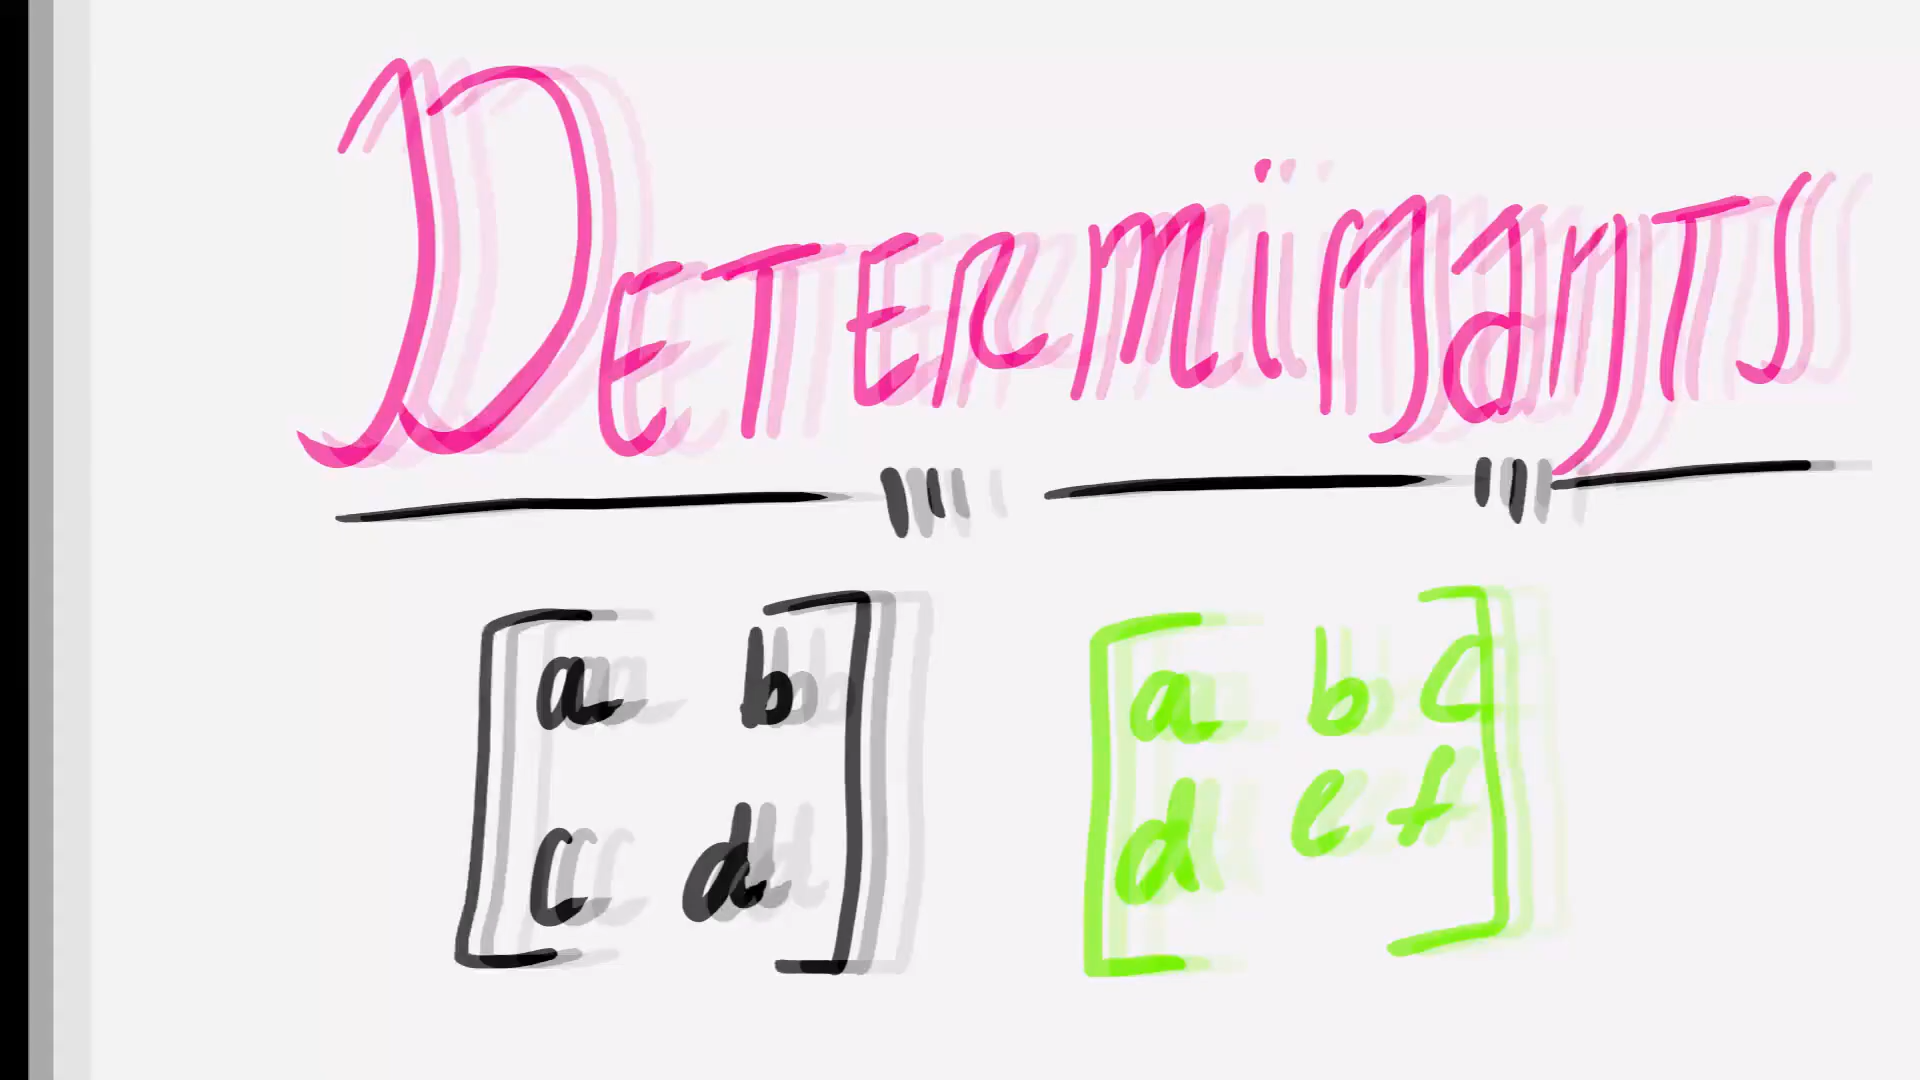 Determinants
a b
c d
a b c
d e f